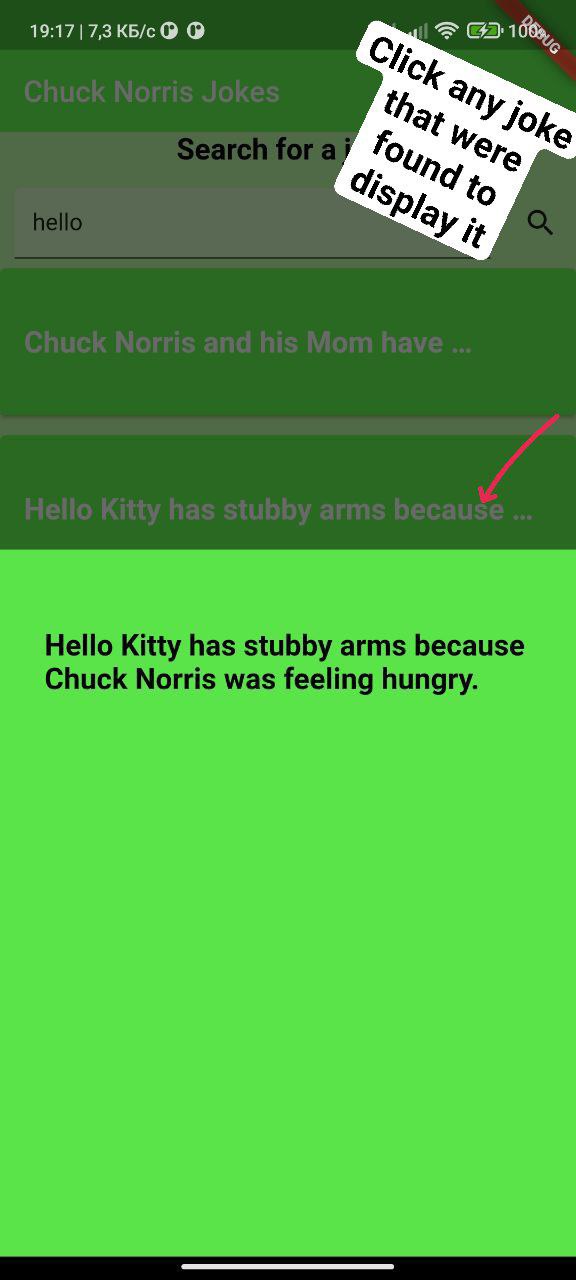 19:17 | 7,3 КБ/с
100
DEBUG
Chuck Norris Jokes
Click any joke
that were
found to
display it
Search for a
hello
Chuck Norris and his Mom have ...
Hello Kitty has stubby arms because ...
Hello Kitty has stubby arms because
Chuck Norris was feeling hungry.